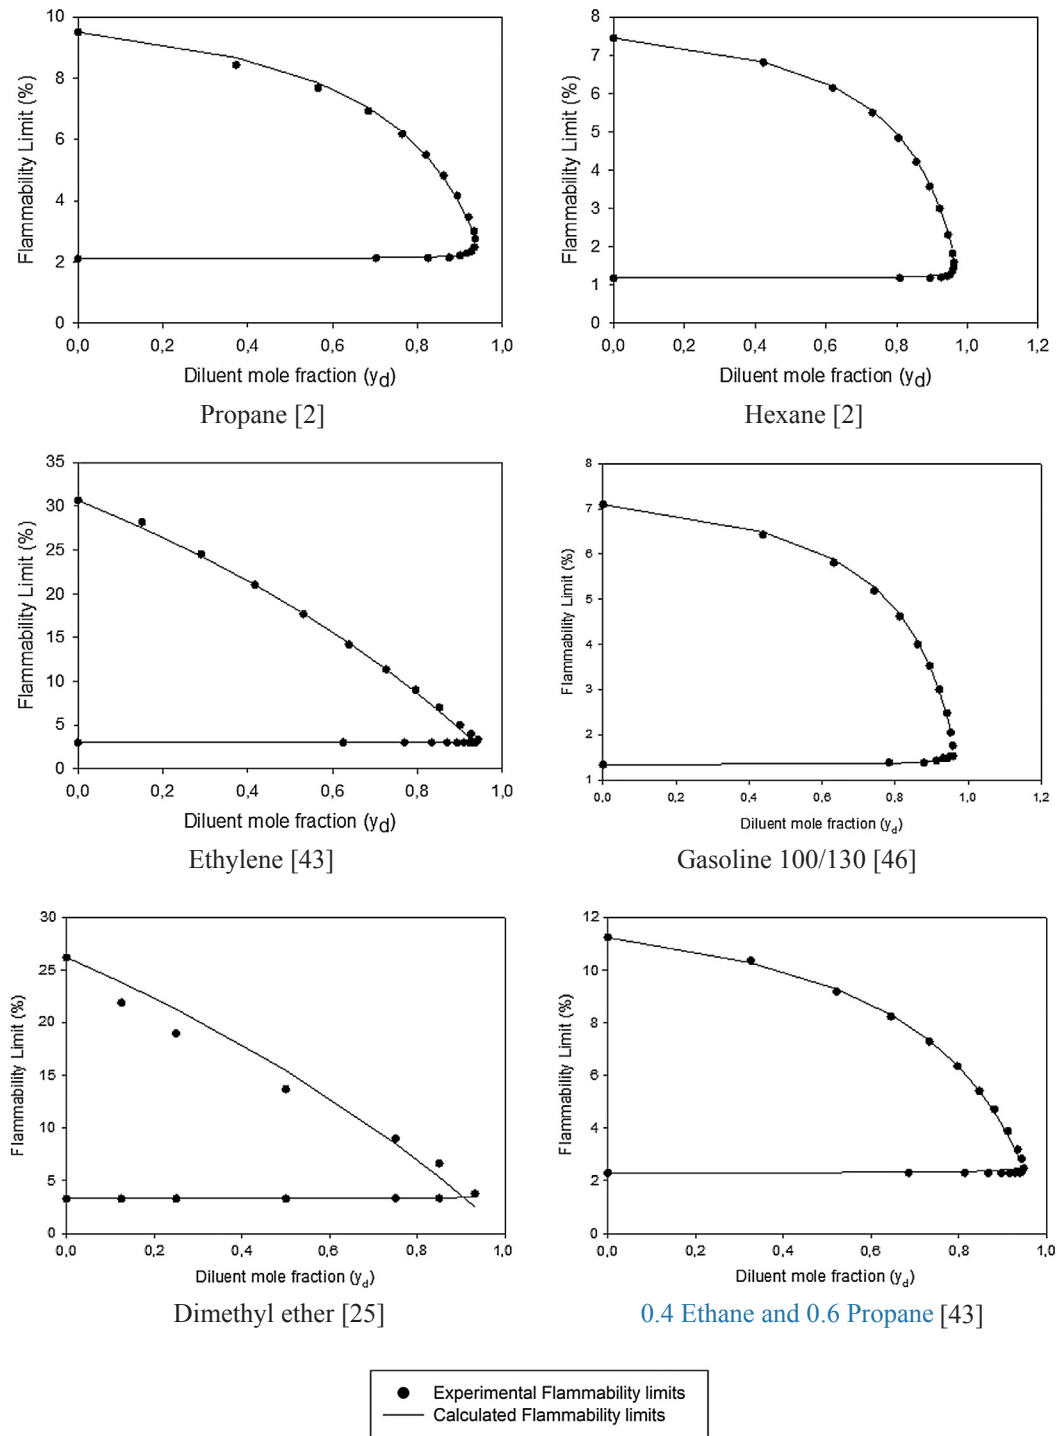 10
8
6
4
2
0
Flammability Limit (%)
0,0 0,2 0,4 0,6 0,8 1,0
Diluent mole fraction (yd)
Propane [2]
8
7
6
5
4
3
2
1
0
Flammability Limit (%)
0,0 0,2 0,4 0,6 0,8 1,0 1,2
Diluent mole fraction (yd)
Hexane [2]
35
30
25
20
15
10
5
0
Flammability Limit (%)
0,0 0,2 0,4 0,6 0,8 1,0
Diluent mole fraction (yd)
Ethylene [43]
8
7
6
5
4
3
2
1
Flammability Limit (%)
0,0 0,2 0,4 0,6 0,8 1,0 1,2
Diluent mole fraction (yd)
Gasoline 100/130 [46]
30
25
20
15
10
5
0
Flammability Limit (%)
0,0 0,2 0,4 0,6 0,8 1,0
Diluent mole fraction (yd)
Dimethyl ether [25]
12
10
8
6
4
2
0
Flammability Limit (%)
0,0 0,2 0,4 0,6 0,8 1,0
Diluent mole fraction (yd)
0.4 Ethane and 0.6 Propane [43]
Experimental Flammability limits
Calculated Flammability limits